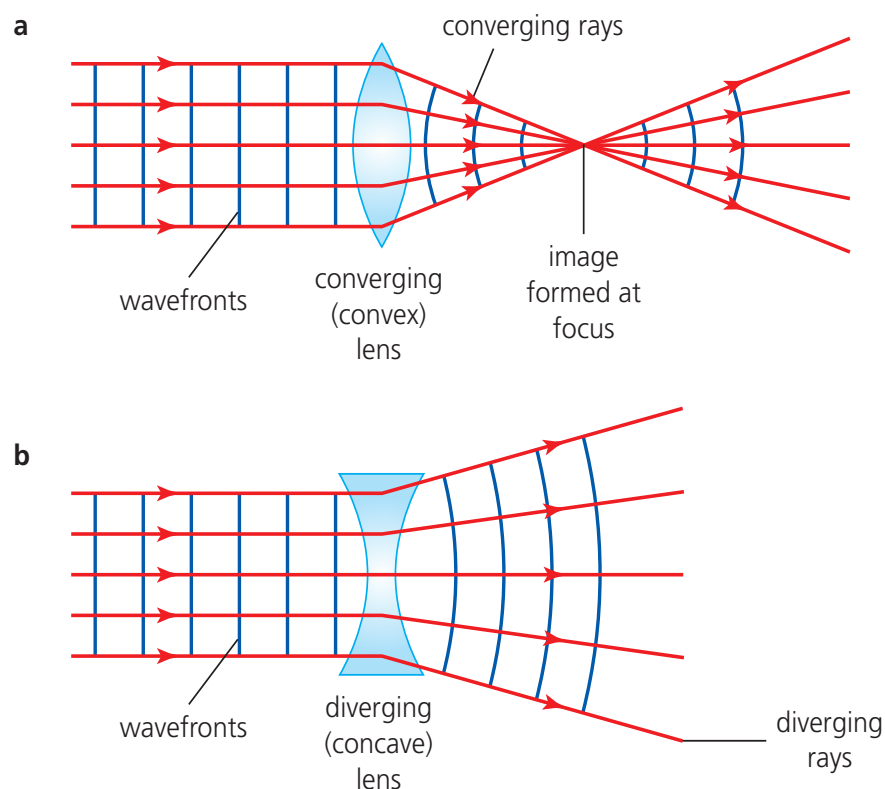 a
converging rays
wavefronts
converging
(convex)
lens
image
formed at
focus
b
wavefronts
diverging
(concave)
lens
diverging
rays